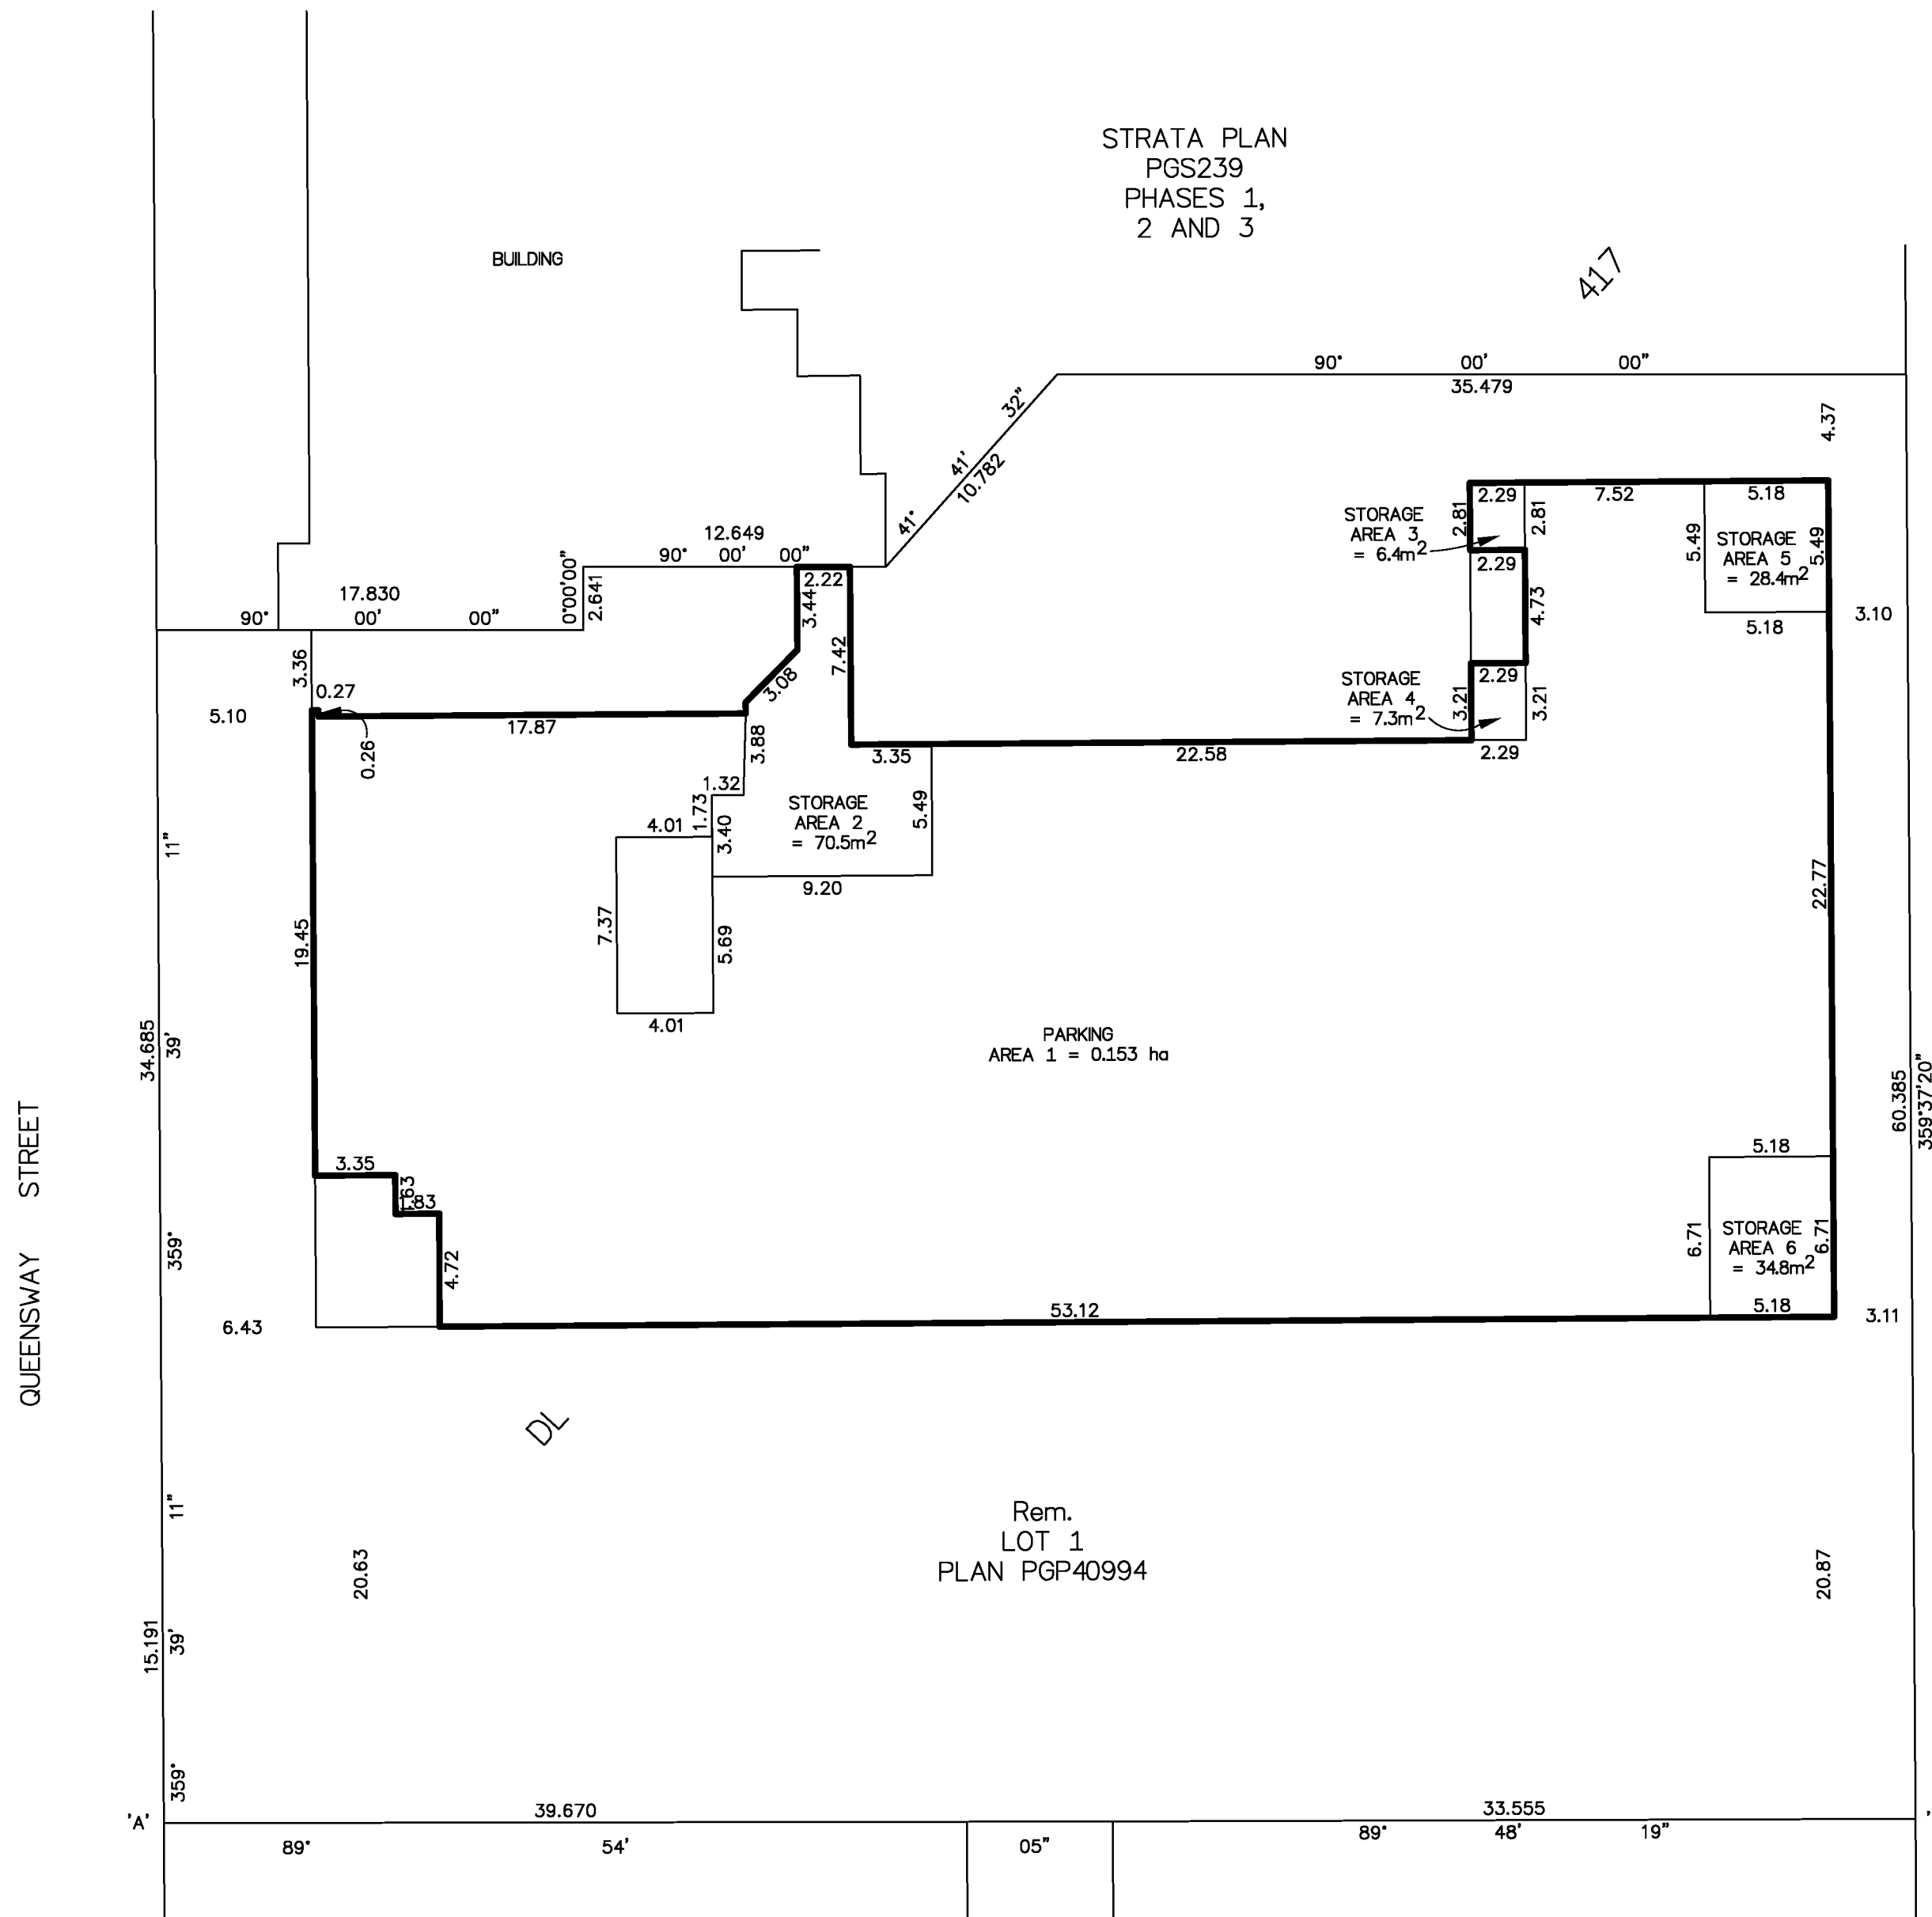 STRATA PLAN
PGS239
PHASES 1,
2 AND 3
BUILDING
417
90° 00' 00"
35.479
4.37
41° 41' 32"
10.782
12.649
90° 00' 00"
0°00'00"
2.641
17.830
90° 00' 00"
2.22
3.44
7.42
3.08
3.36
0.27
5.10
0.26
17.87
3.88
1.32
1.73
3.40
4.01
7.37
5.69
4.01
STORAGE
AREA 2
= 70.5m2
9.20
5.49
3.35
22.58
STORAGE
AREA 3
= 6.4m2
2.81
2.29
2.81
2.29
4.73
7.52
5.18
5.49
STORAGE
AREA 5
= 28.4m2
5.49
5.18
3.10
STORAGE
AREA 4
= 7.3m2
3.21
2.29
3.21
2.29
22.77
11"
39'
359°
34.685
19.45
PARKING
AREA 1 = 0.153 ha
60.385
359°37'20"
QUEENSWAY STREET
3.35
1.63
1.83
4.72
6.43
53.12
5.18
6.71
STORAGE
AREA 6
= 34.8m2
6.71
5.18
3.11
DL
Rem.
LOT 1
PLAN PGP40994
11"
39'
359°
15.191
20.63
20.87
'A'
39.670
33.555
'
89° 54' 05"
89° 48' 19"